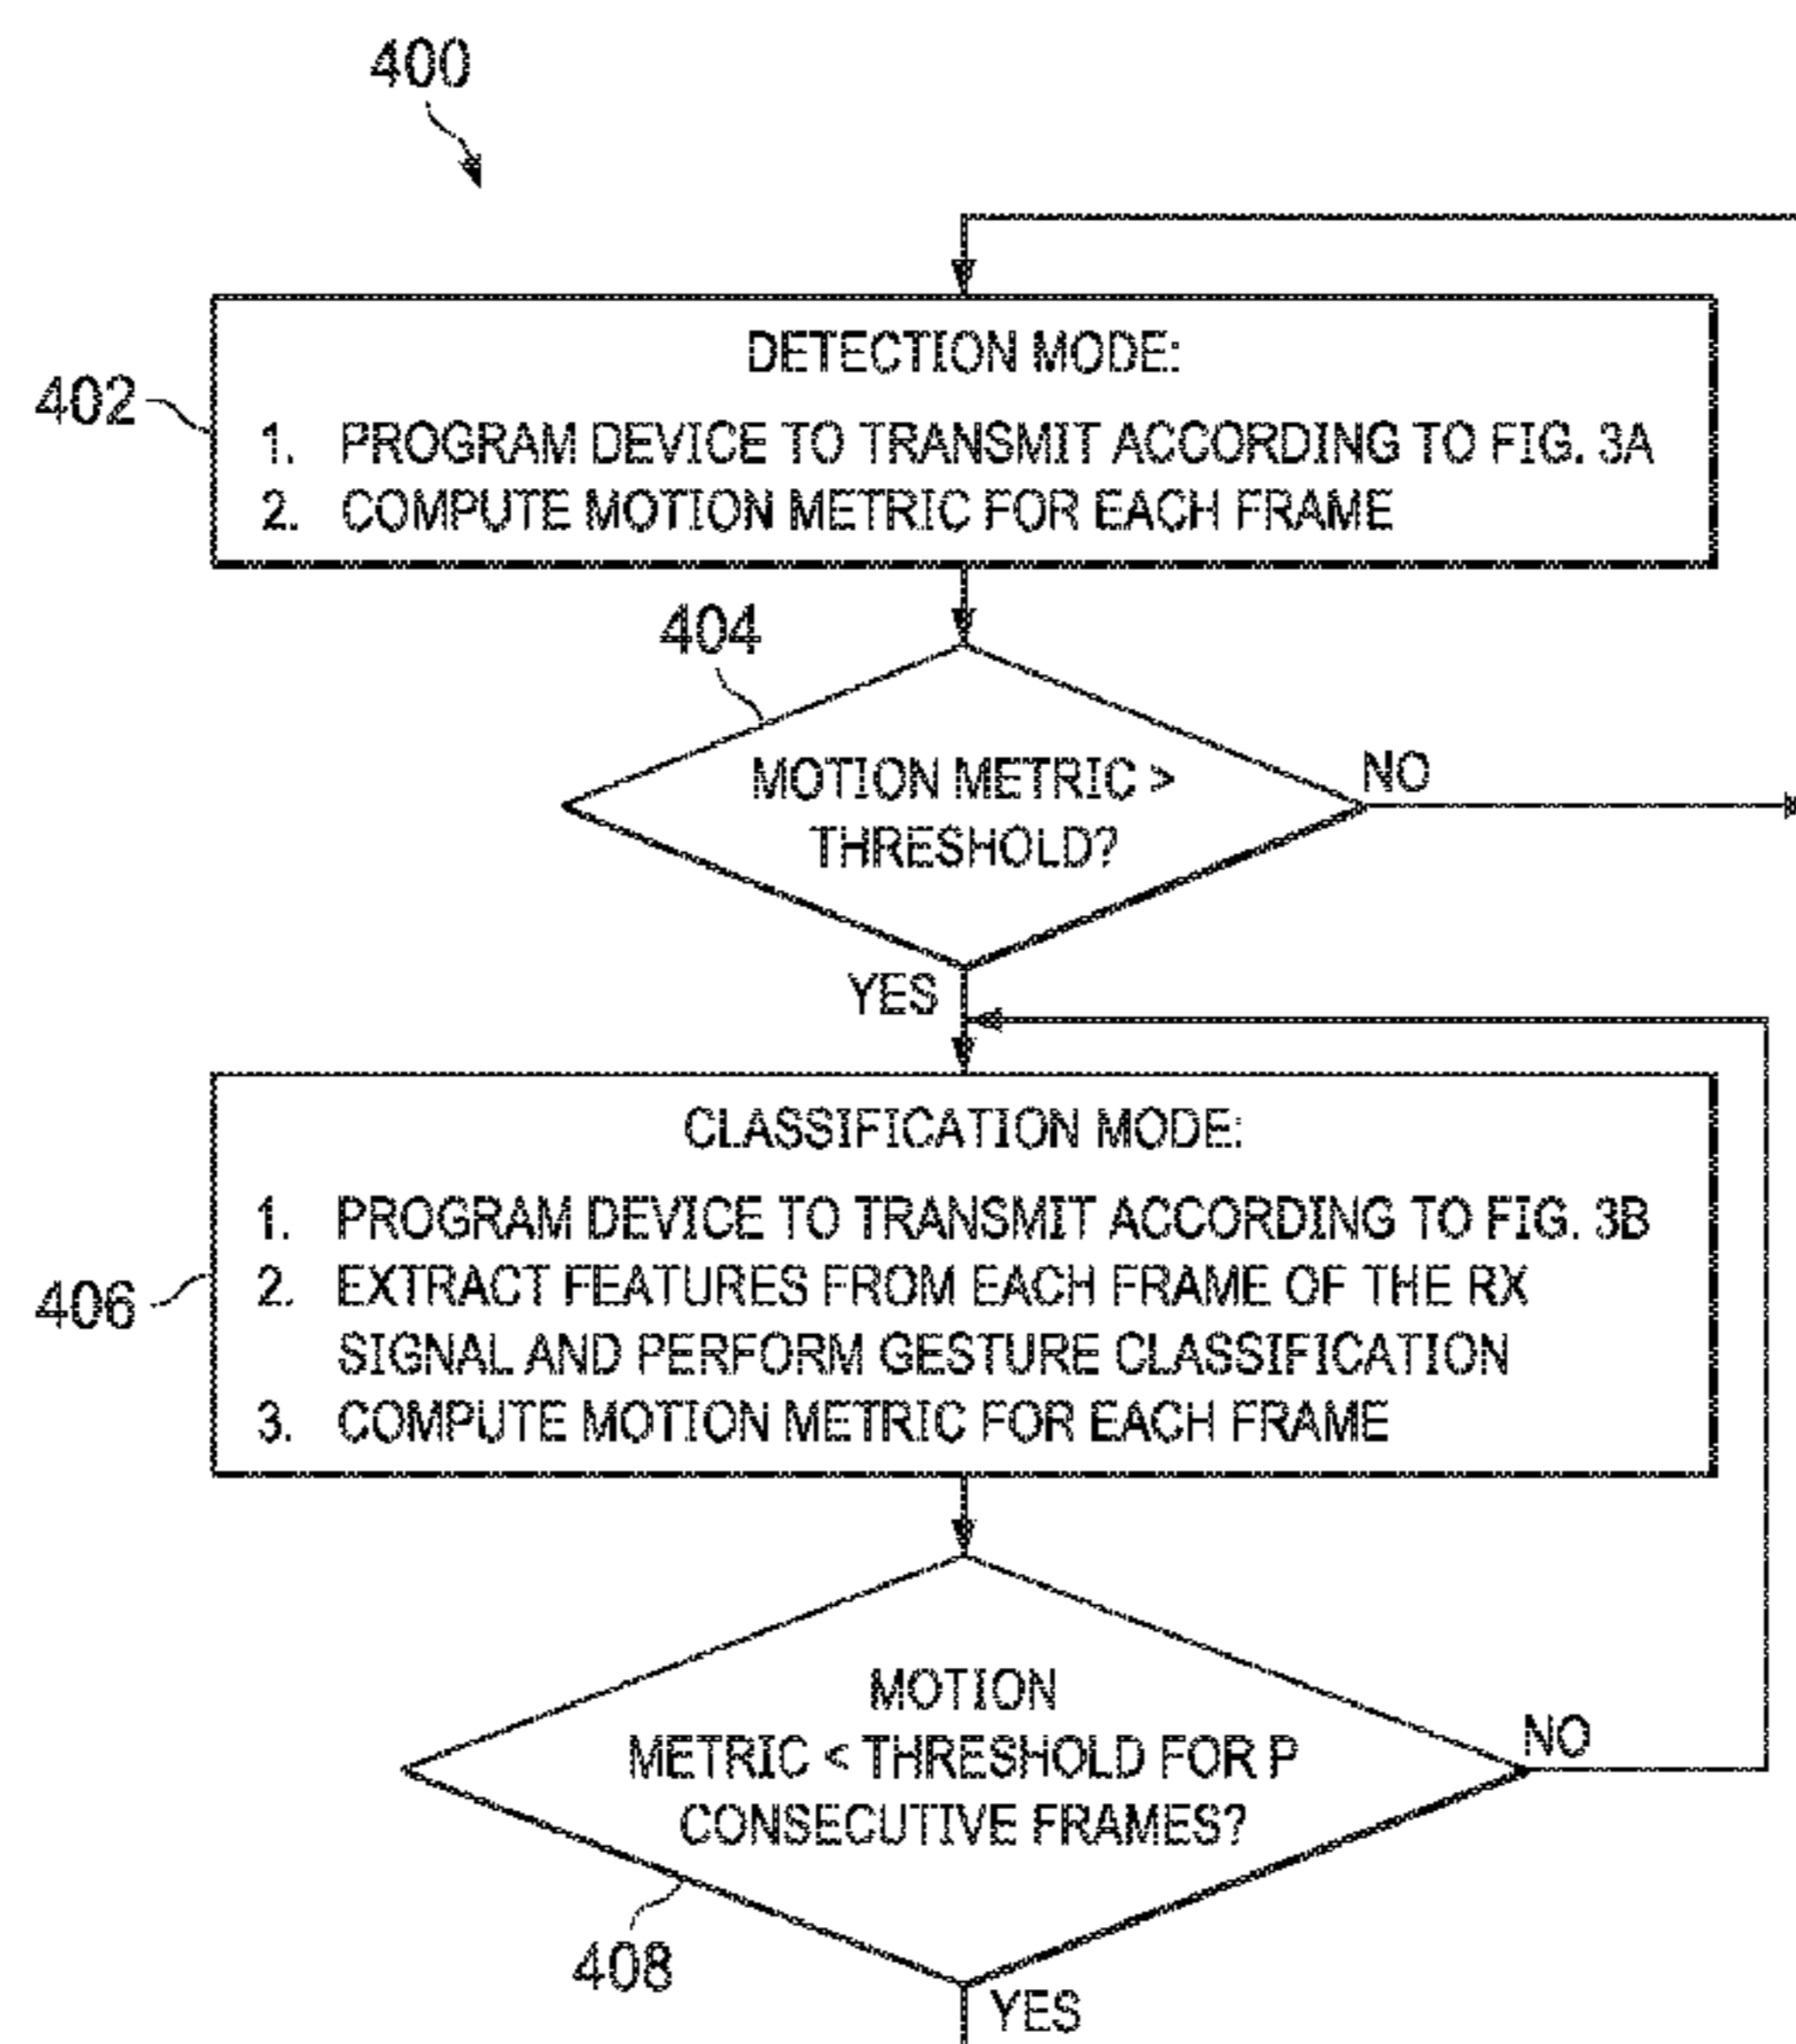 400
DETECTION MODE:
402
1. PROGRAM DEVICE TO TRANSMIT ACCORDING TO FIG. 3A
2. COMPUTE MOTION METRIC FOR EACH FRAME
404
MOTION METRIC >
THRESHOLD?
NO
YES
CLASSIFICATION MODE:
1. PROGRAM DEVICE TO TRANSMIT ACCORDING TO FIG. 3B
406
2. EXTRACT FEATURES FROM EACH FRAME OF THE RX
SIGNAL AND PERFORM GESTURE CLASSIFICATION
3. COMPUTE MOTION METRIC FOR EACH FRAME
MOTION
METRIC < THRESHOLD FOR P
CONSECUTIVE FRAMES?
NO
408
YES